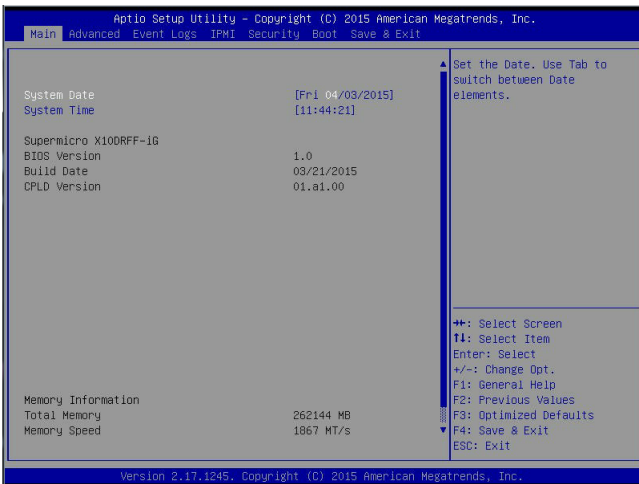 Aptio Setup Utility – Copyright (C) 2015 American Megatrends, Inc.
Main Advanced Event Logs IPMI Security Boot Save & Exit
System Date [Fri 04/03/2015]
System Time [11:44:21]
Supermicro X10DRFF-iG
BIOS Version 1.0
Build Date 03/21/2015
CPLD Version 01.a1.00
Memory Information
Total Memory 262144 MB
Memory Speed 1867 MT/s
Set the Date. Use Tab to
switch between Date
elements.
→←: Select Screen
↑↓: Select Item
Enter: Select
+/-: Change Opt.
F1: General Help
F2: Previous Values
F3: Optimized Defaults
F4: Save & Exit
ESC: Exit
Version 2.17.1245. Copyright (C) 2015 American Megatrends, Inc.